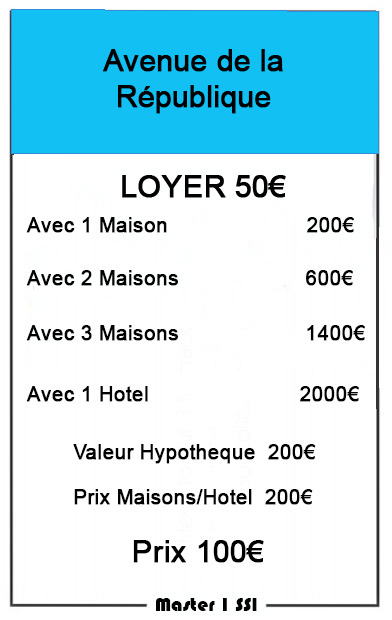 Avenue de la
République
LOYER 50€
Avec 1 Maison 200€
Avec 2 Maisons 600€
Avec 3 Maisons 1400€
Avec 1 Hotel 2000€
Valeur Hypotheque 200€
Prix Maisons/Hotel 200€
Prix 100€
Master 1 SSI